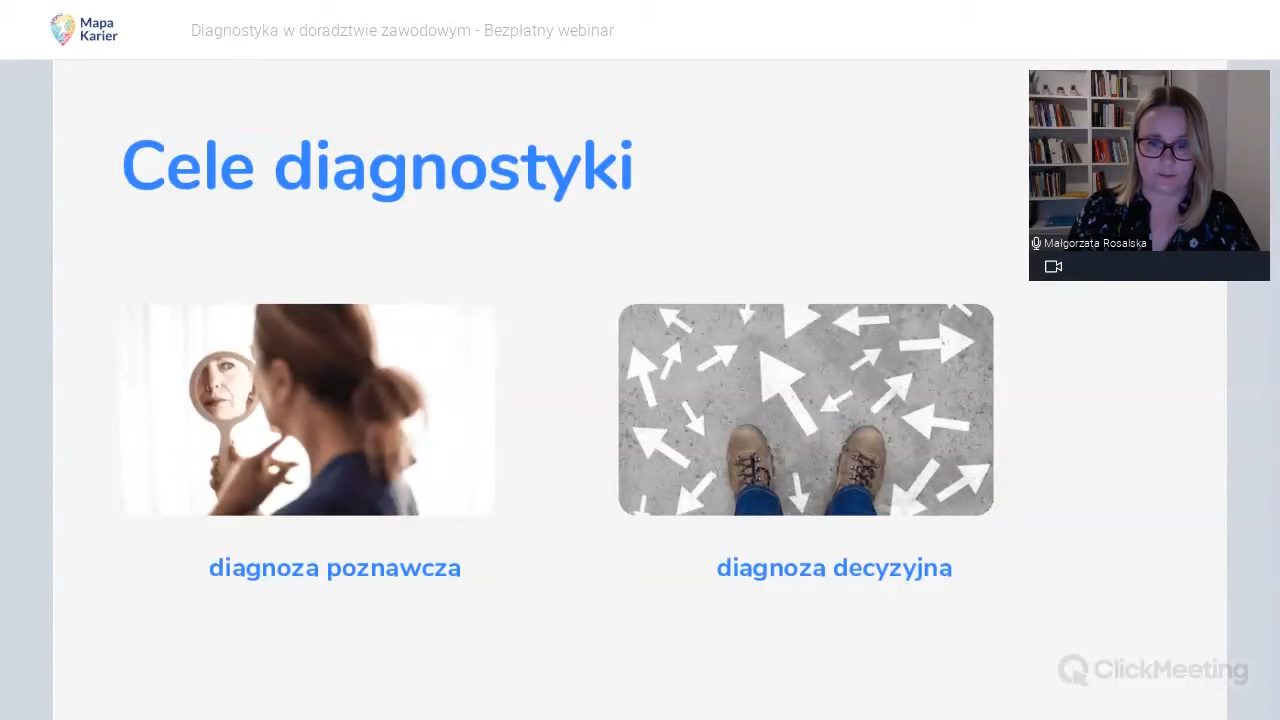 Mapa
Karier
Diagnostyka w doradztwie zawodowym - Bezpłatny webinar
Cele diagnostyki
Małgorzata Rosalska
diagnoza poznawcza
diagnoza decyzyjna
ClickMeeting